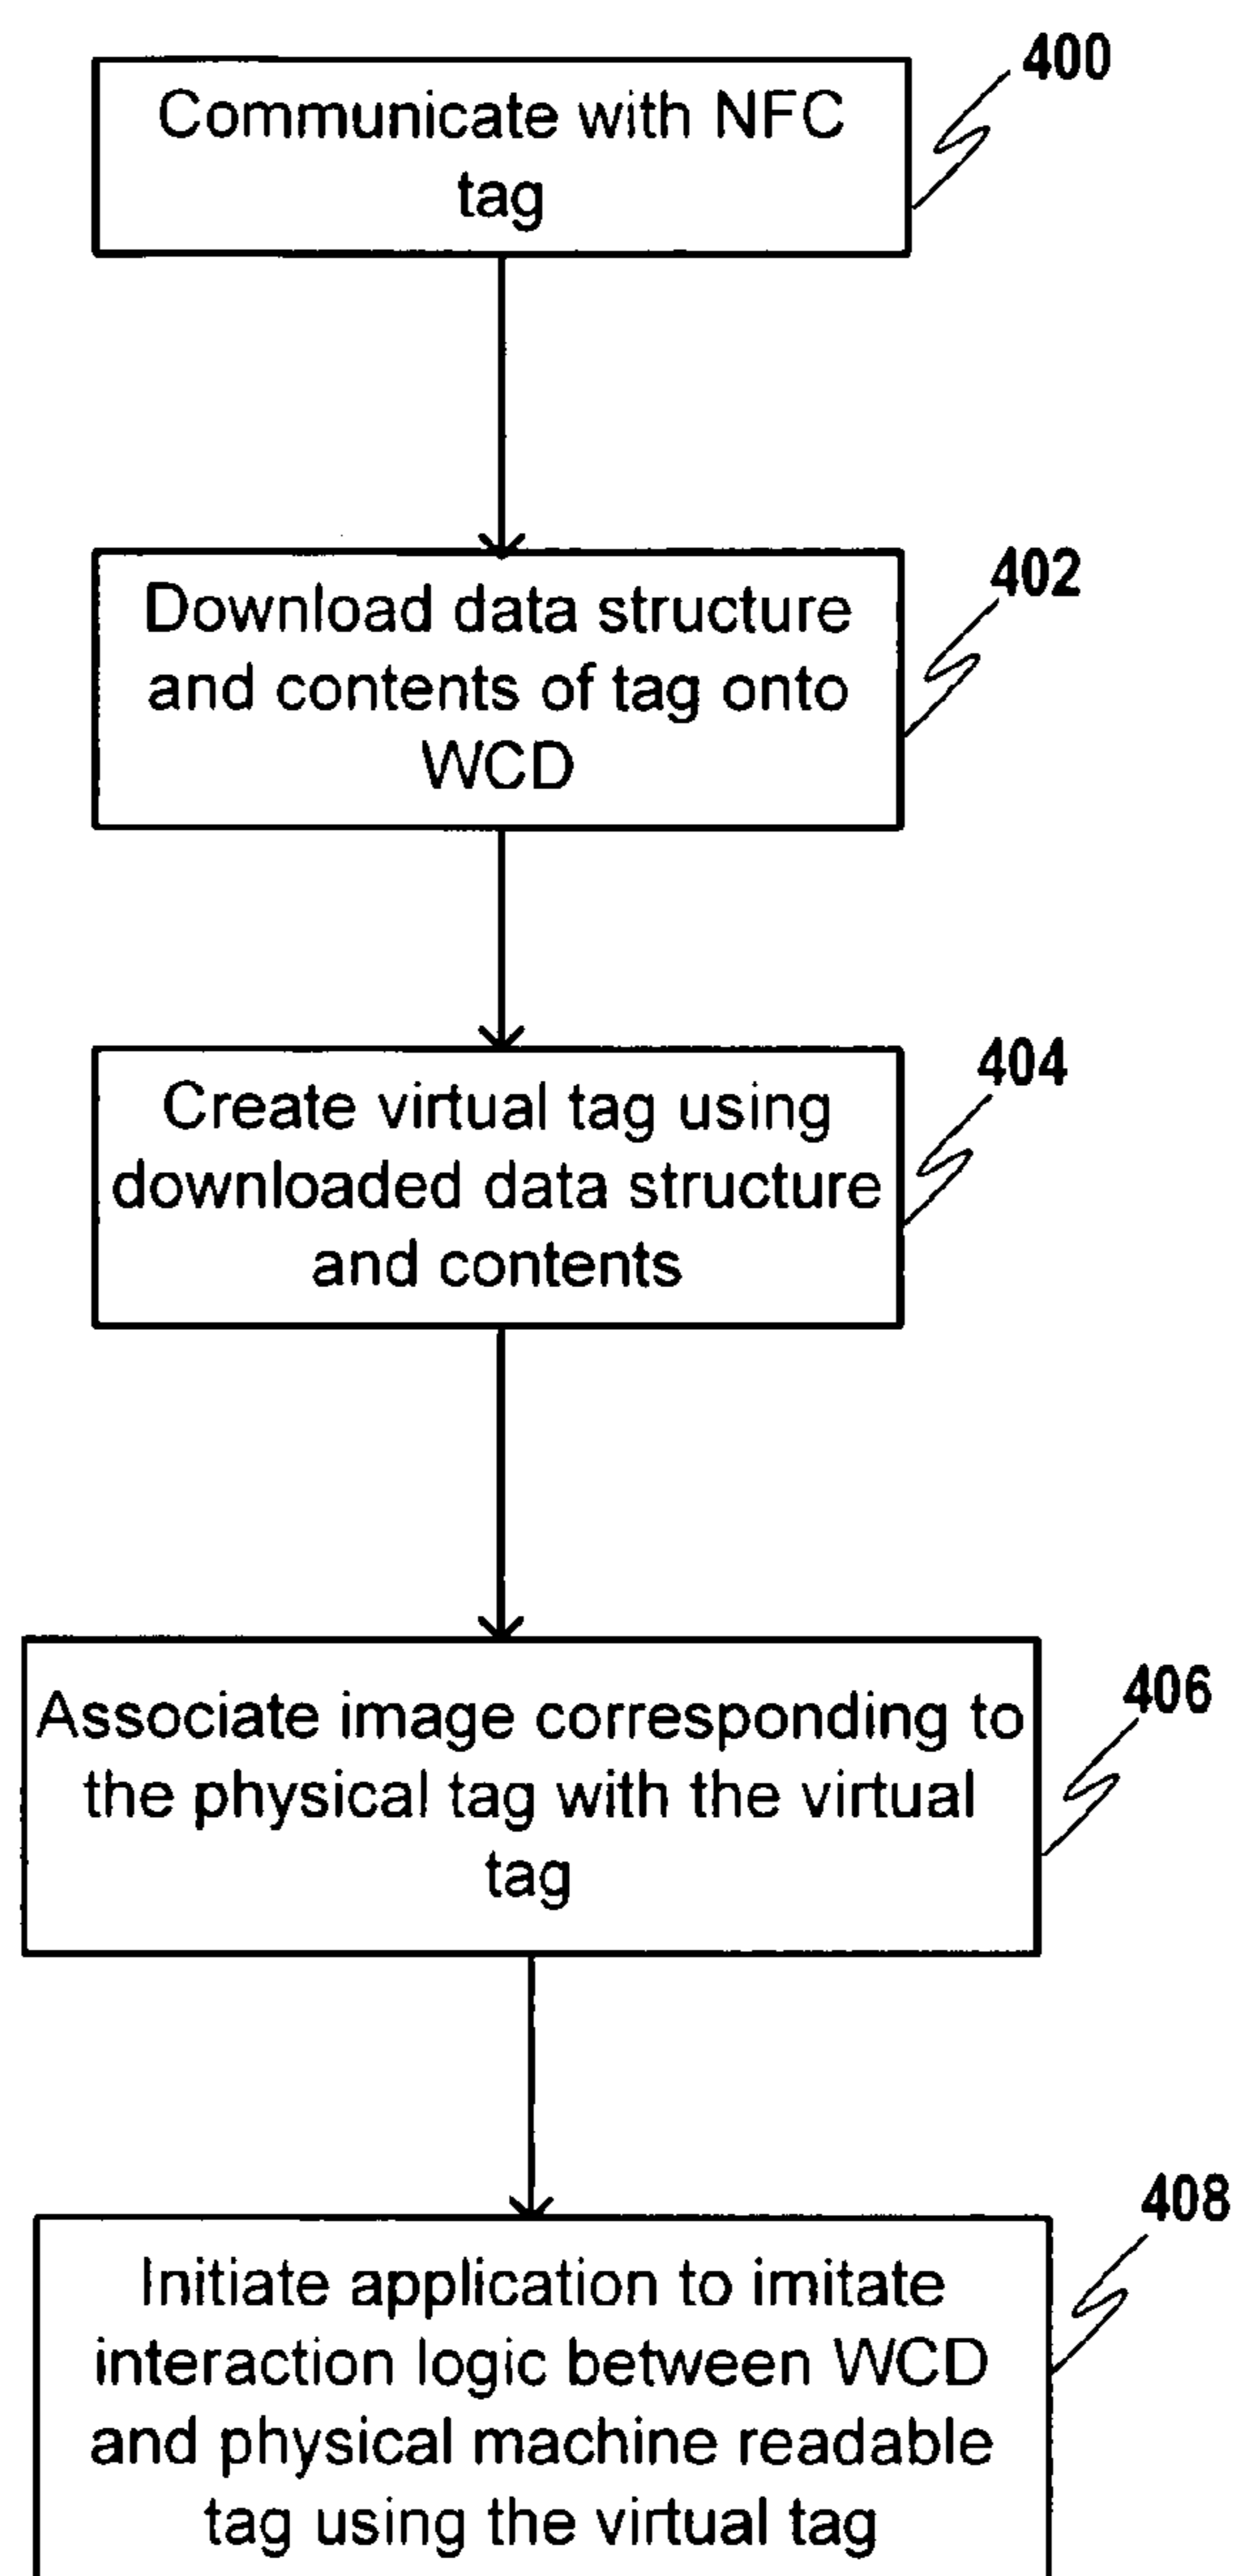 400
Communicate with NFC
tag
402
Download data structure
and contents of tag onto
WCD
404
Create virtual tag using
downloaded data structure
and contents
406
Associate image corresponding to
the physical tag with the virtual
tag
408
Initiate application to imitate
interaction logic between WCD
and physical machine readable
tag using the virtual tag